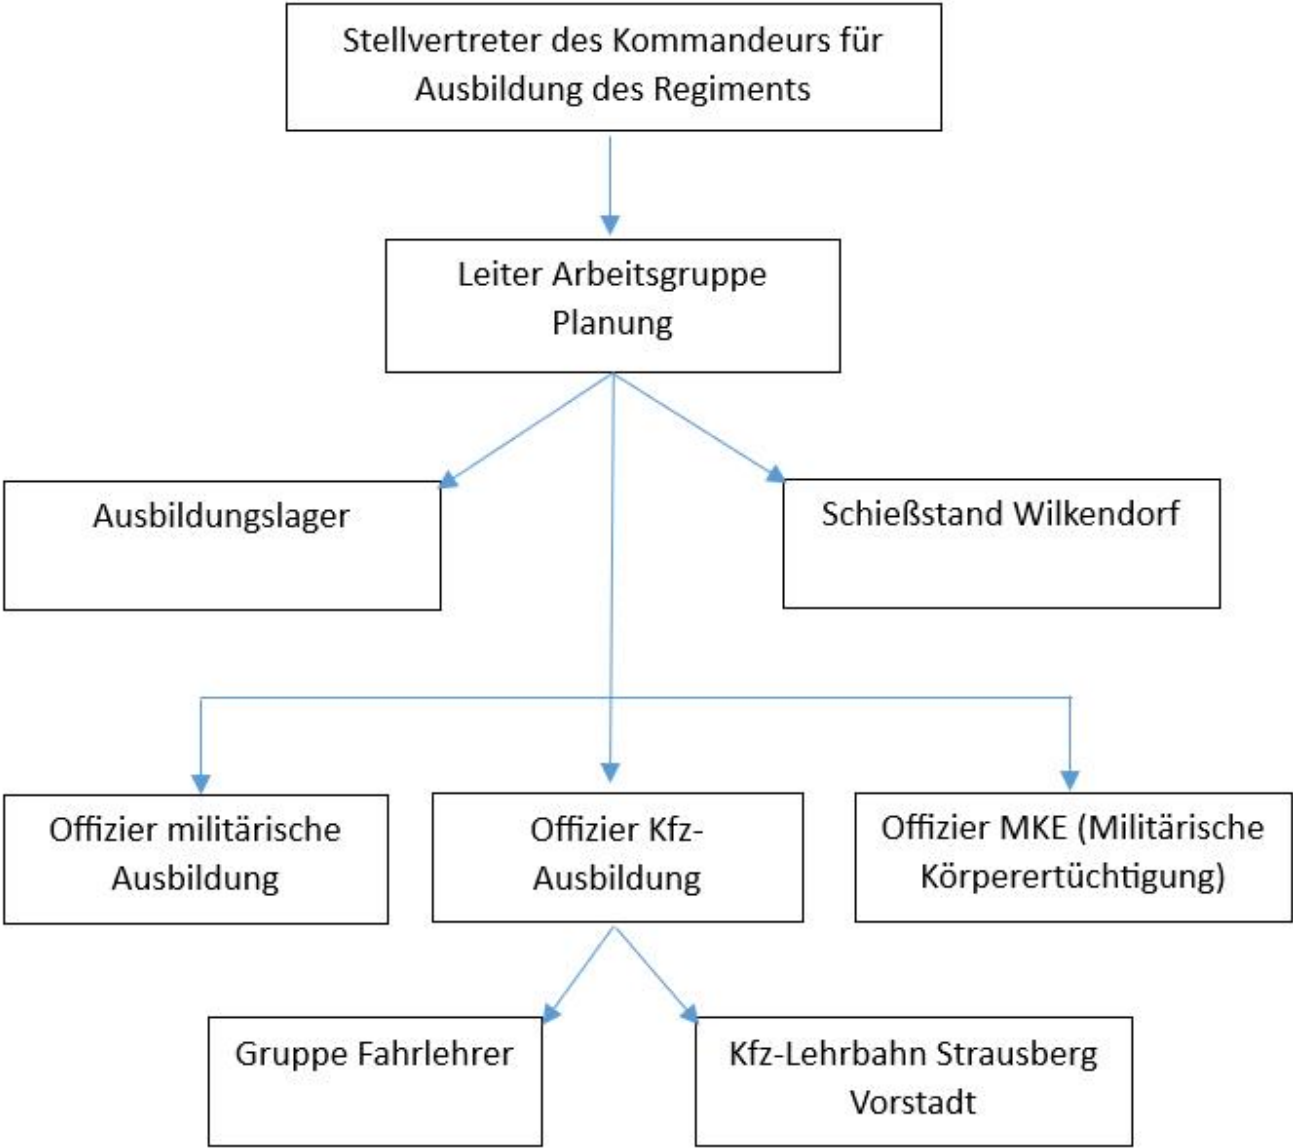 Stellvertreter des Kommandeurs für
Ausbildung des Regiments
Leiter Arbeitsgruppe
Planung
Ausbildungslager
Schießstand Wilkendorf
Offizier militärische
Ausbildung
Offizier Kfz-
Ausbildung
Offizier MKE (Militärische
Körperertüchtigung)
Gruppe Fahrlehrer
Kfz-Lehrbahn Strausberg
Vorstadt